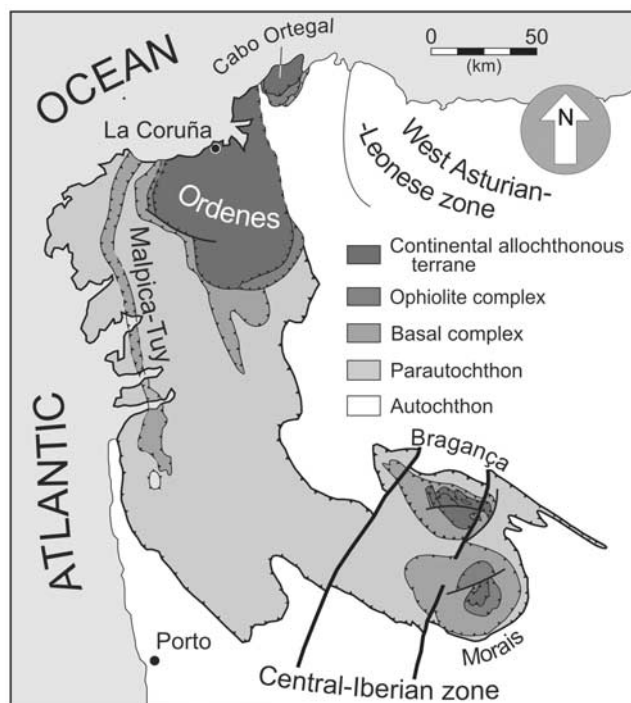 OCEAN
Cabo Ortegal
0 50
(km)
La Coruña
N
West Asturian-
-Leonese zone
Ordenes
Malpica-Tuy
Continental allochthonous
terrane
Ophiolite complex
Basal complex
Parautochthon
Autochthon
ATLANTIC
Bragança
Morais
Porto
Central-Iberian zone